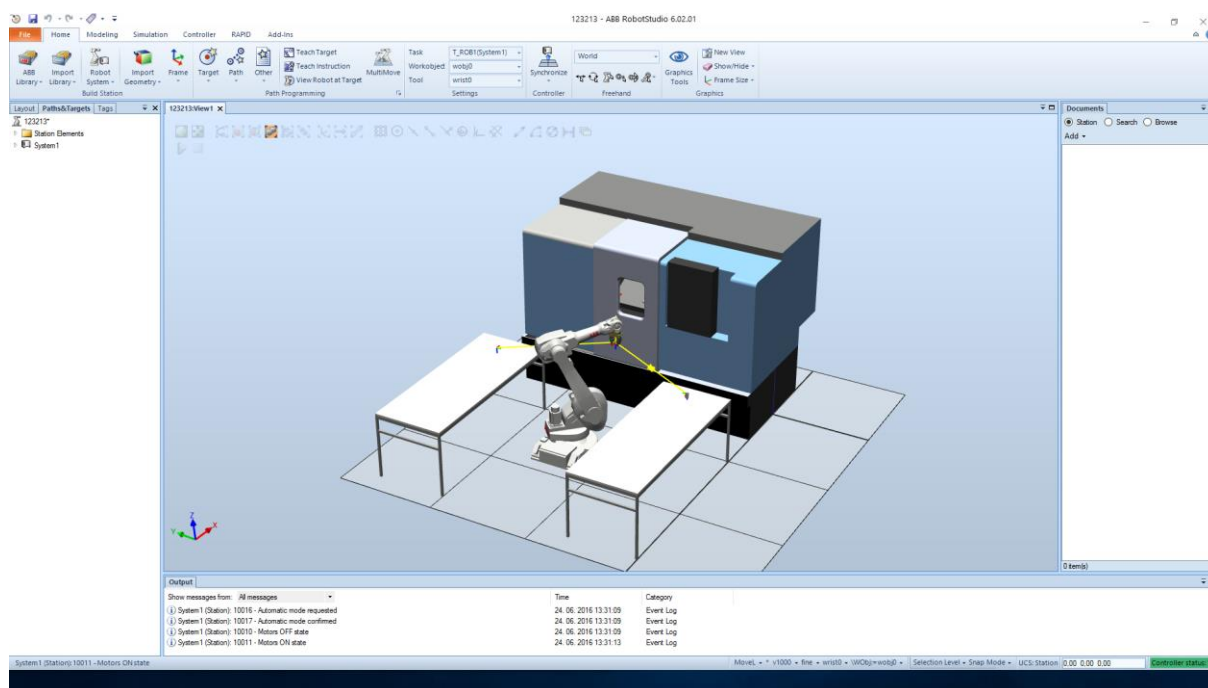 123213 - ABB RobotStudio 6.02.01
File Home Modeling Simulation Controller RAPID Add-Ins
ABB Library
Import Library
Robot System
Import Geometry
Build Station
Frame
Target
Path
Other
Teach Target
Teach Instruction
View Robot at Target
MultiMove
Path Programming
Task T_ROB1(System1)
Workobject wobj0
Tool wrist0
Settings
Synchronize
Controller
World
Freehand
Graphics Tools
New View
Show/Hide
Frame Size
Graphics
Layout Paths&Targets Tags
123213*
Station Elements
System1
123213:View1
Z
Y
X
Documents
Station Search Browse
Add
0 item(s)
Output
Show messages from: All messages Time Category
System1 (Station): 10016 - Automatic mode requested 24. 06. 2016 13:31:09 Event Log
System1 (Station): 10017 - Automatic mode confirmed 24. 06. 2016 13:31:09 Event Log
System1 (Station): 10010 - Motors OFF state 24. 06. 2016 13:31:09 Event Log
System1 (Station): 10011 - Motors ON state 24. 06. 2016 13:31:13 Event Log
System1 (Station): 10011 - Motors ON state MoveL * v1000 fine wrist0 \WObj:=wobj0 Selection Level Snap Mode UCS: Station 0.00 0.00 0.00 Controller status: